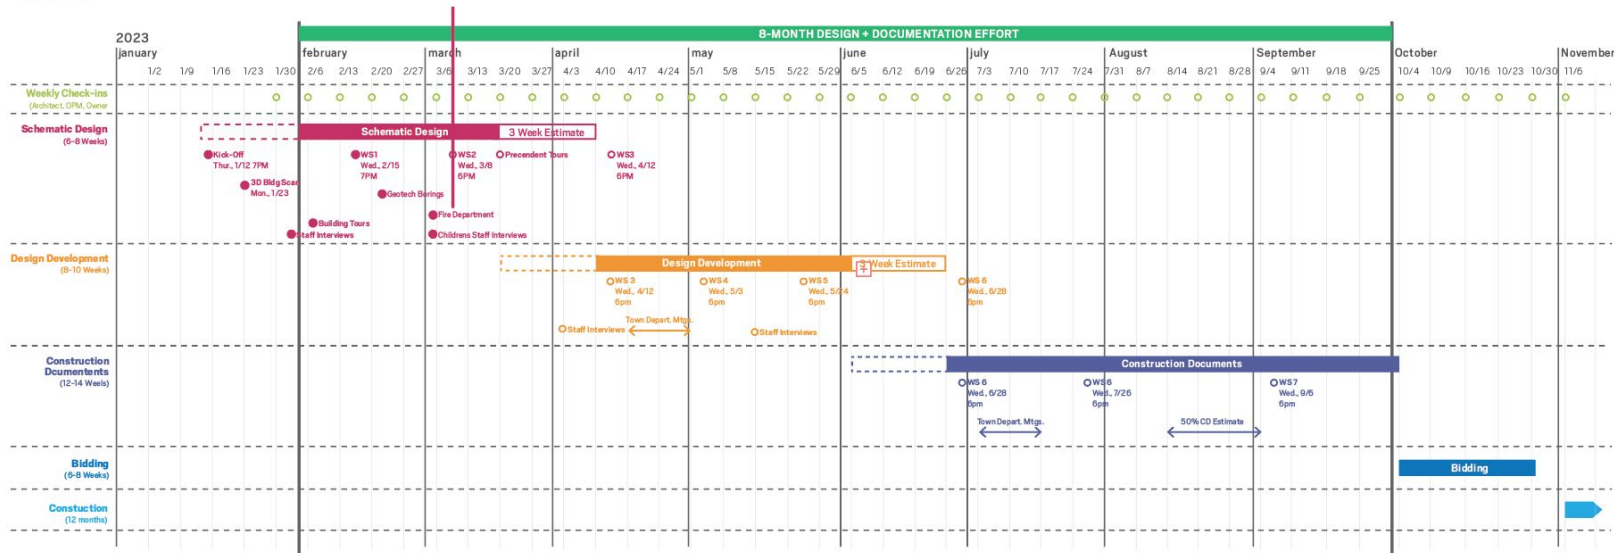 8-MONTH DESIGN + DOCUMENTATION EFFORT
2023
january february march april may june july August September October November
1/2 1/9 1/16 1/23 1/30 2/6 2/13 2/20 2/27 3/6 3/13 3/20 3/27 4/3 4/10 4/17 4/24 5/1 5/8 5/15 5/22 5/29 6/5 6/12 6/19 6/26 7/3 7/10 7/17 7/24 7/31 8/7 8/14 8/21 8/28 9/4 9/11 9/18 9/25 10/4 10/9 10/16 10/23 10/30 11/6
Weekly Check-ins
(Architect, OPM, Owner
Schematic Design
(6-8 Weeks)
Schematic Design
3 Week Estimate
Kick-Off
Thur., 1/12 7PM
3D Bldg Scan
Mon., 1/23
Building Tours
Staff Interviews
WS1
Wed., 2/15
7PM
Geotech Borings
Fire Department
Childrens Staff Interviews
WS2
Wed., 3/8
6PM
Precendent Tours
WS3
Wed., 4/12
6PM
Design Development
(8-10 Weeks)
Design Development
Week Estimate
WS 3
Wed., 4/12
6pm
WS 4
Wed., 5/3
6pm
WS 5
Wed., 5/24
6pm
WS 6
Wed., 6/28
6pm
Staff Interviews
Town Depart. Mtgs.
Staff Interviews
Construction
Dcumentents
(12-14 Weels)
Construction Documents
WS 6
Wed., 6/28
6pm
WS 6
Wed., 7/26
6pm
WS 7
Wed., 9/6
6pm
Town Depart. Mtgs.
50% CD Estimate
Bidding
(6-8 Weeks)
Bidding
Constuction
(12 months)